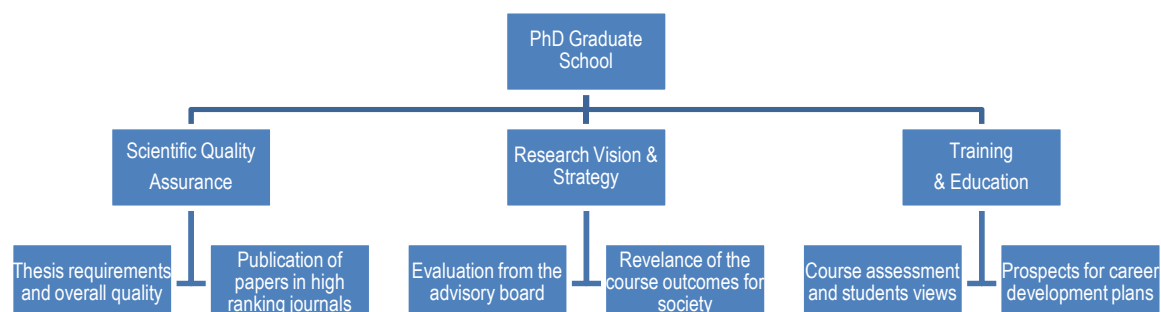 PhD Graduate
School
Scientific Quality
Assurance
Research Vision &
Strategy
Training
& Education
Thesis requirements
and overall quality
Publication of
papers in high
ranking journals
Evaluation from the
advisory board
Revelance of the
course outcomes for
society
Course assessment
and students views
Prospects for career
development plans